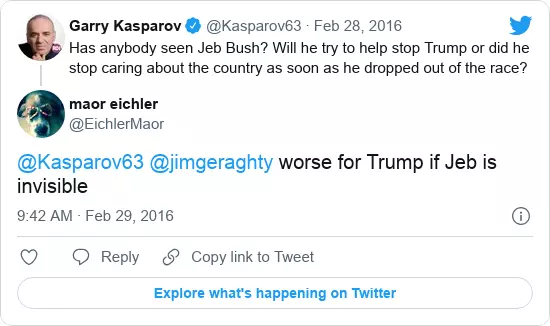 Garry Kasparov @Kasparov63 · Feb 28, 2016
Has anybody seen Jeb Bush? Will he try to help stop Trump or did he
stop caring about the country as soon as he dropped out of the race?
maor eichler
@EichlerMaor
@Kasparov63 @jimgeraghty worse for Trump if Jeb is
invisible
9:42 AM · Feb 29, 2016
Reply
Copy link to Tweet
Explore what's happening on Twitter